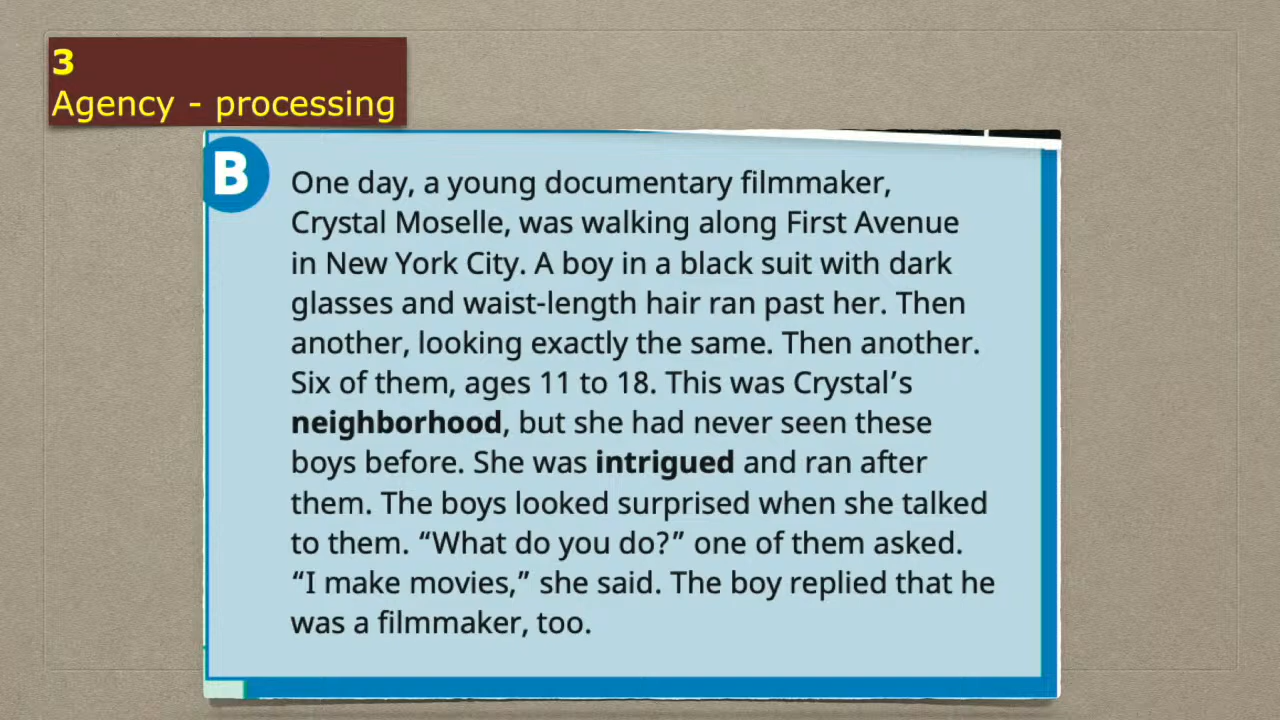 3
Agency - processing
B
One day, a young documentary filmmaker,
Crystal Moselle, was walking along First Avenue
in New York City. A boy in a black suit with dark
glasses and waist-length hair ran past her. Then
another, looking exactly the same. Then another.
Six of them, ages 11 to 18. This was Crystal’s
neighborhood, but she had never seen these
boys before. She was intrigued and ran after
them. The boys looked surprised when she talked
to them. “What do you do?” one of them asked.
“I make movies,” she said. The boy replied that he
was a filmmaker, too.